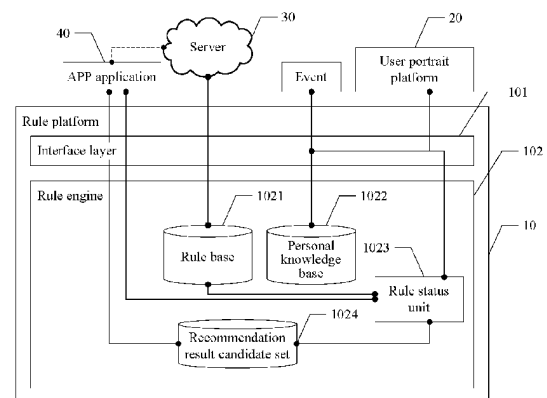 40
Server
30
20
APP application
Event
User portrait
platform
101
Rule platform
Interface layer
102
Rule engine
1021
1022
Rule base
Personal
knowledge
base
1023
10
Rule status
unit
1024
Recommendation
result candidate set